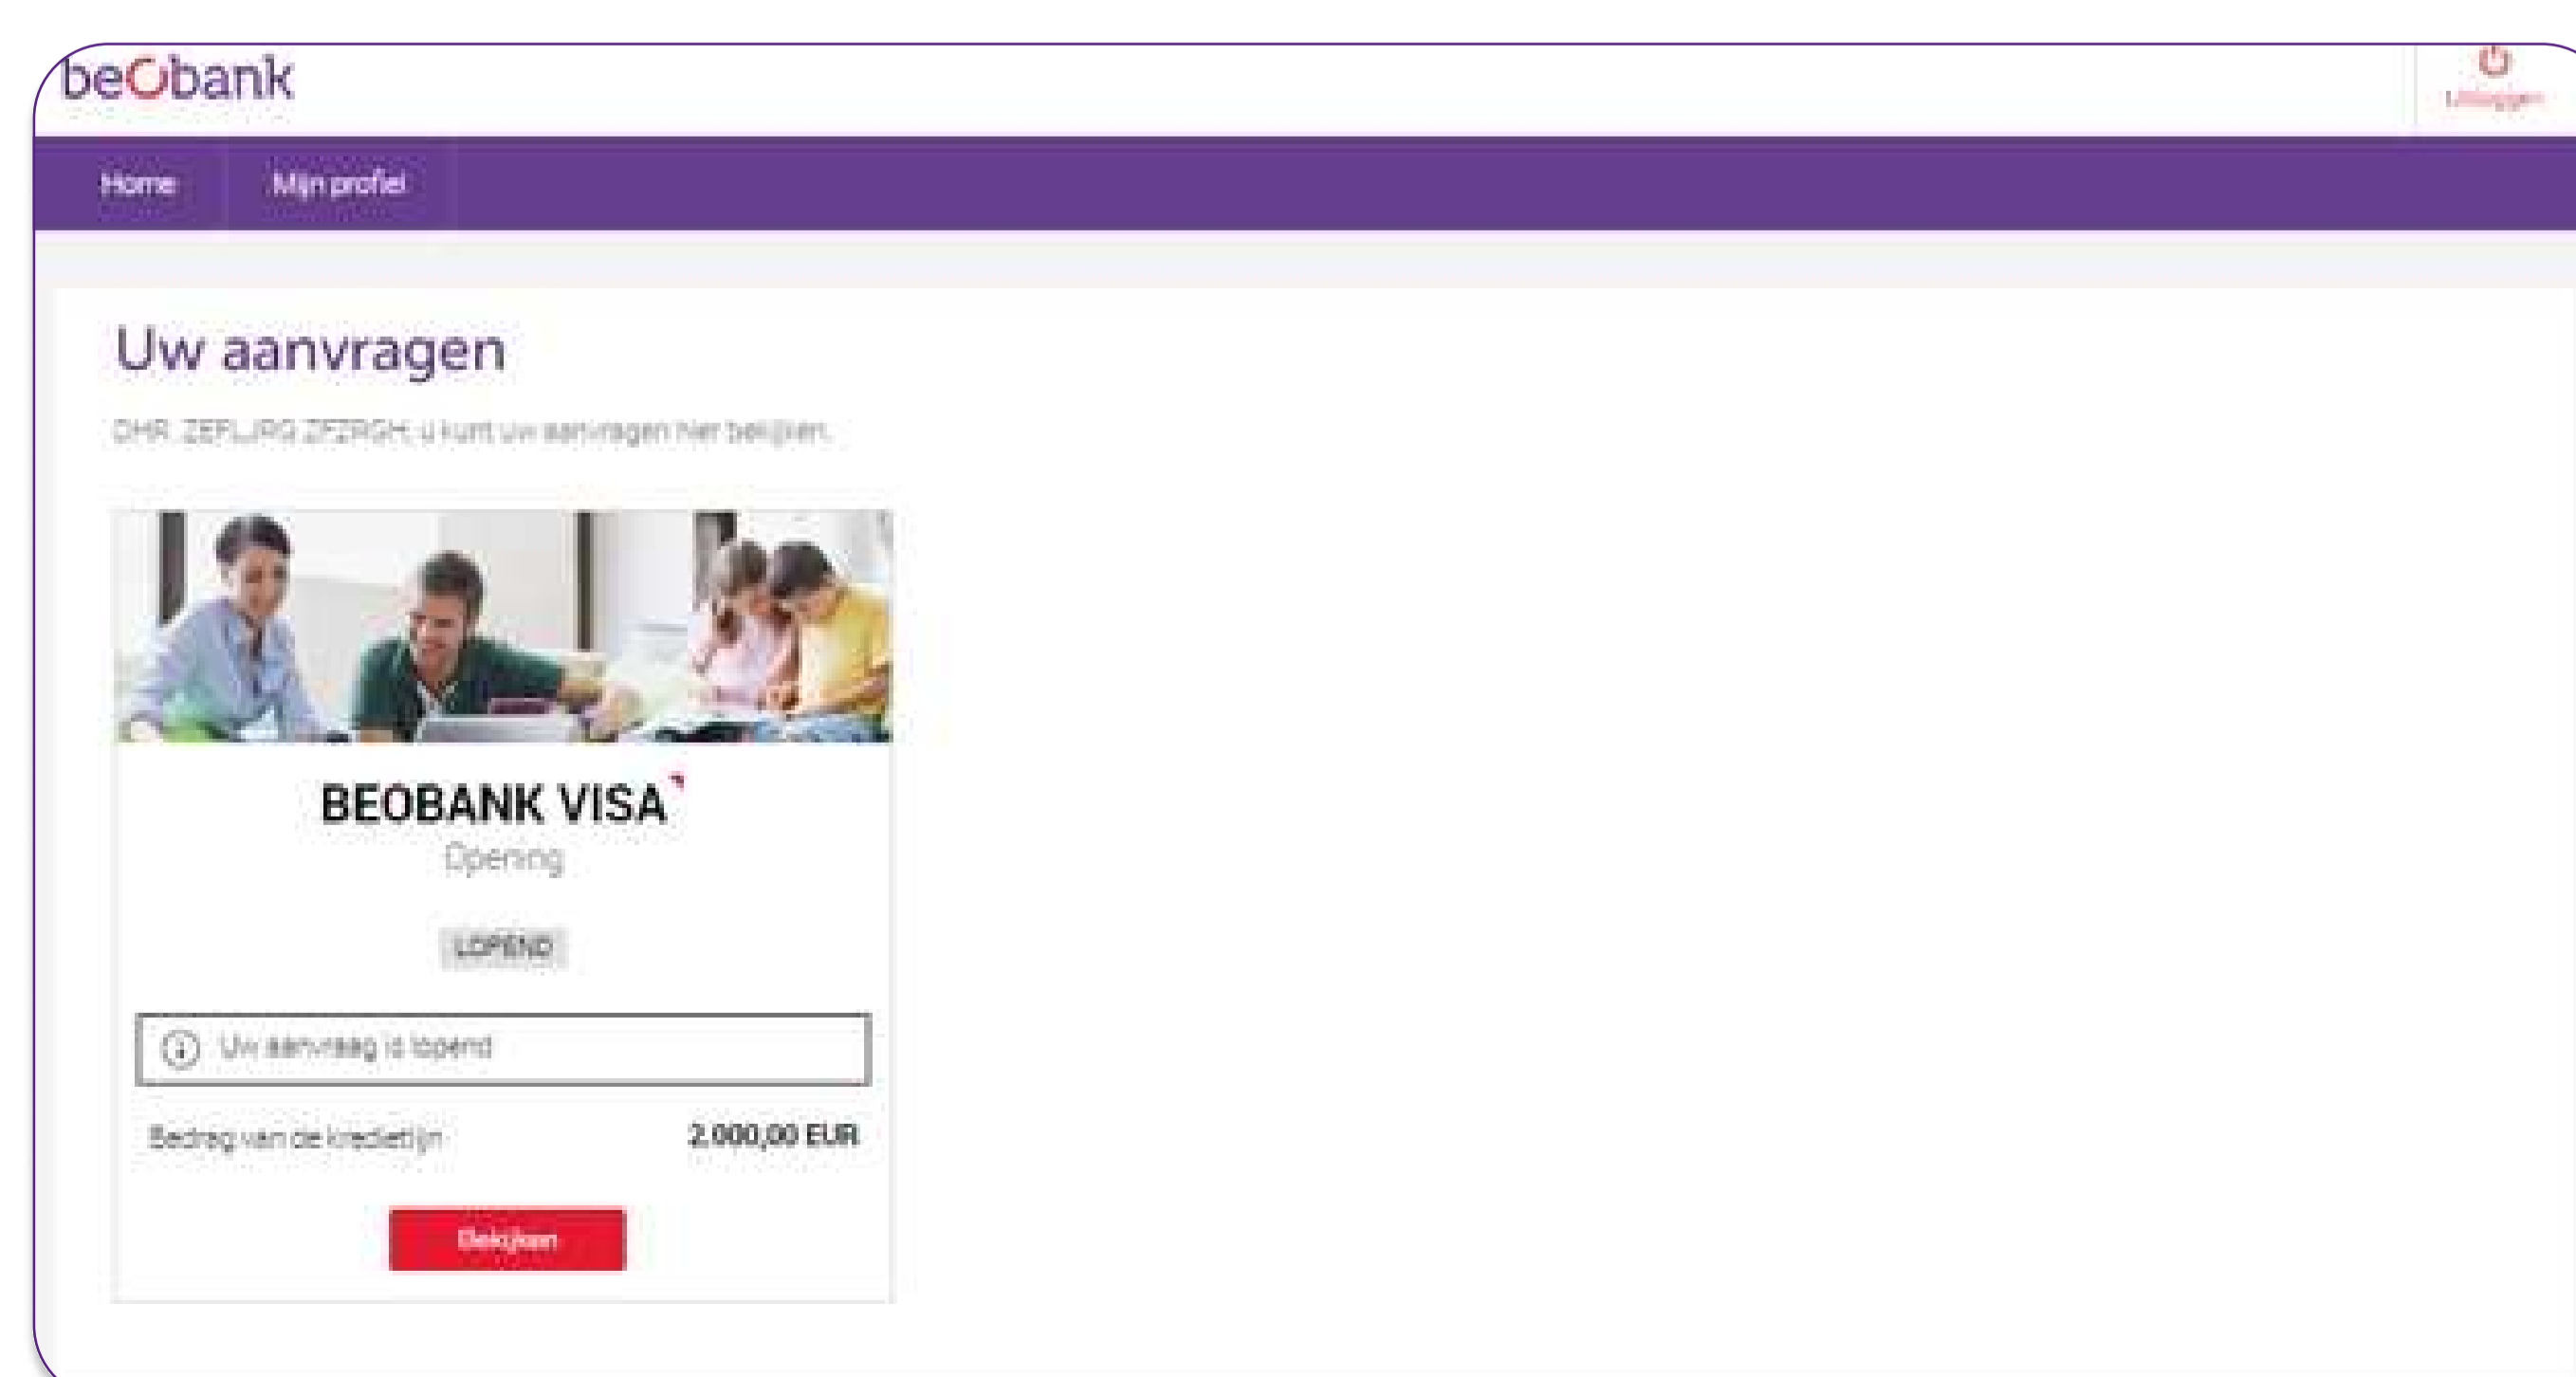 beobank
Uitloggen
Home
Mijn profiel
Uw aanvragen
DHR. ZFZRGH, u kunt uw aanvragen hier bekijken.
BEOBANK VISA
Opening
LOPEND
Uw aanvraag is lopend
Bedrag van de kredietlijn
2.000,00 EUR
Bekijken